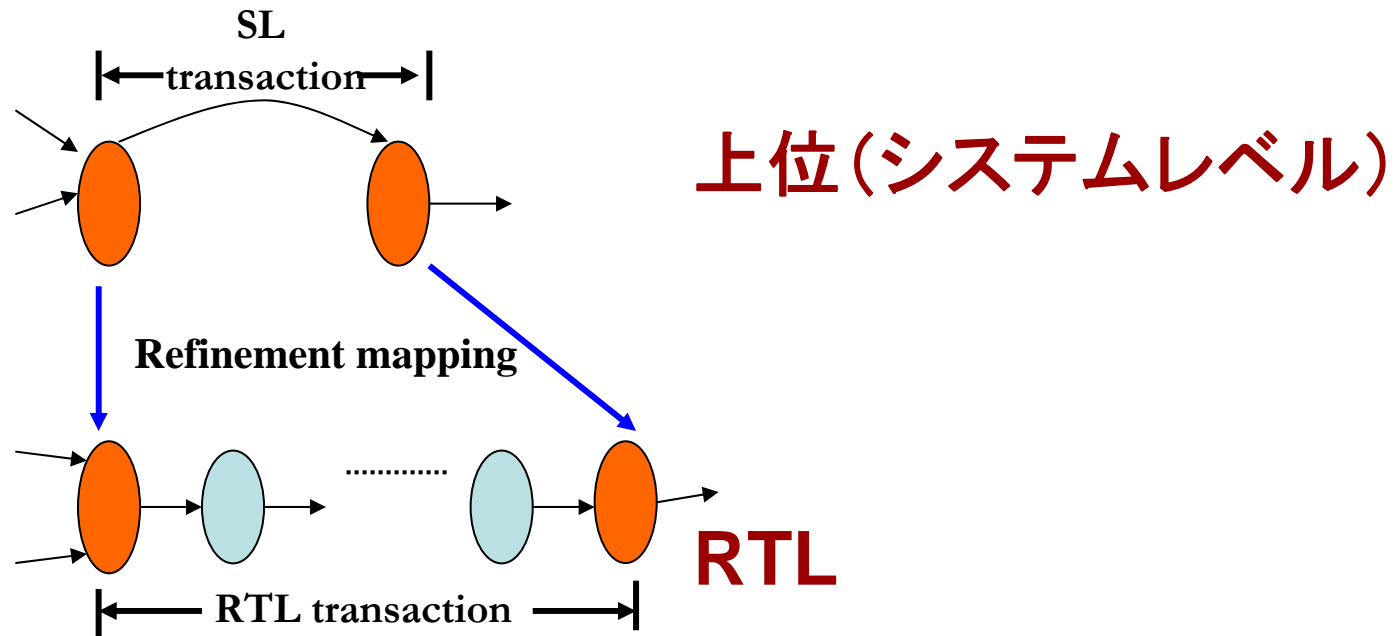 SL
transaction
上位(システムレベル)
Refinement mapping
RTL
RTL transaction